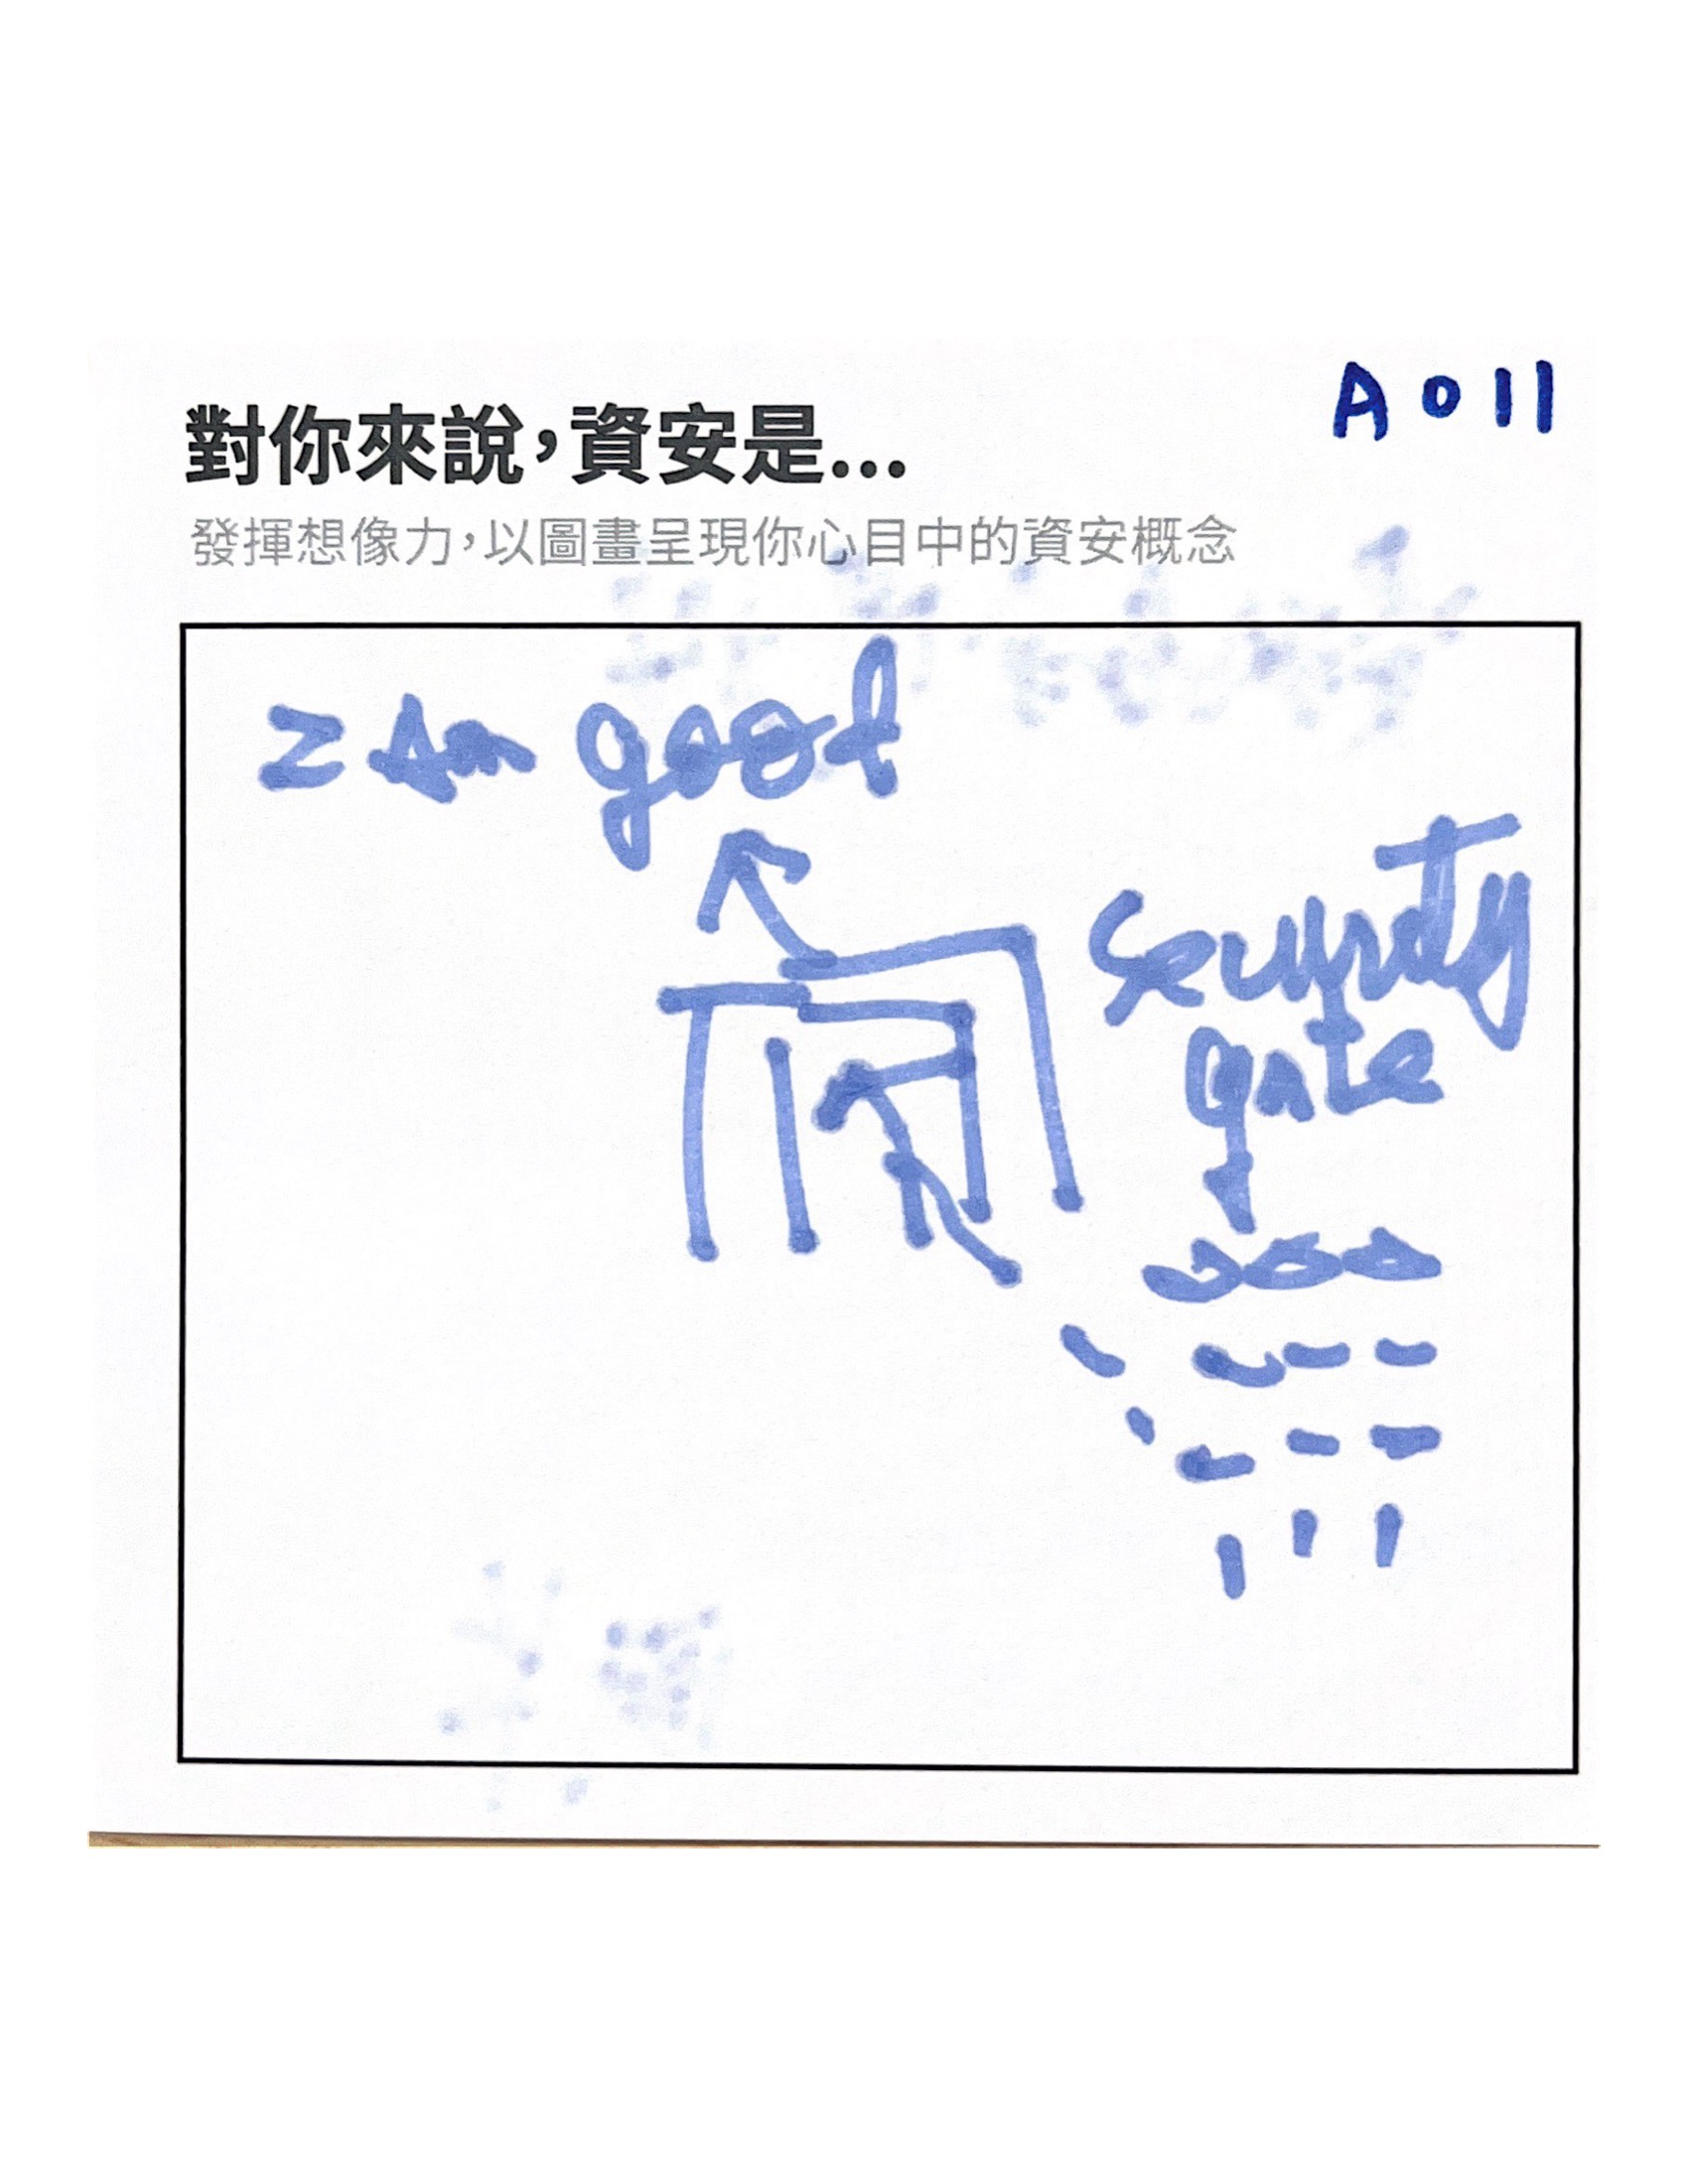 A011
對你來說，資安是...
發揮想像力，以圖畫呈現你心目中的資安概念
I Am good
security
gate